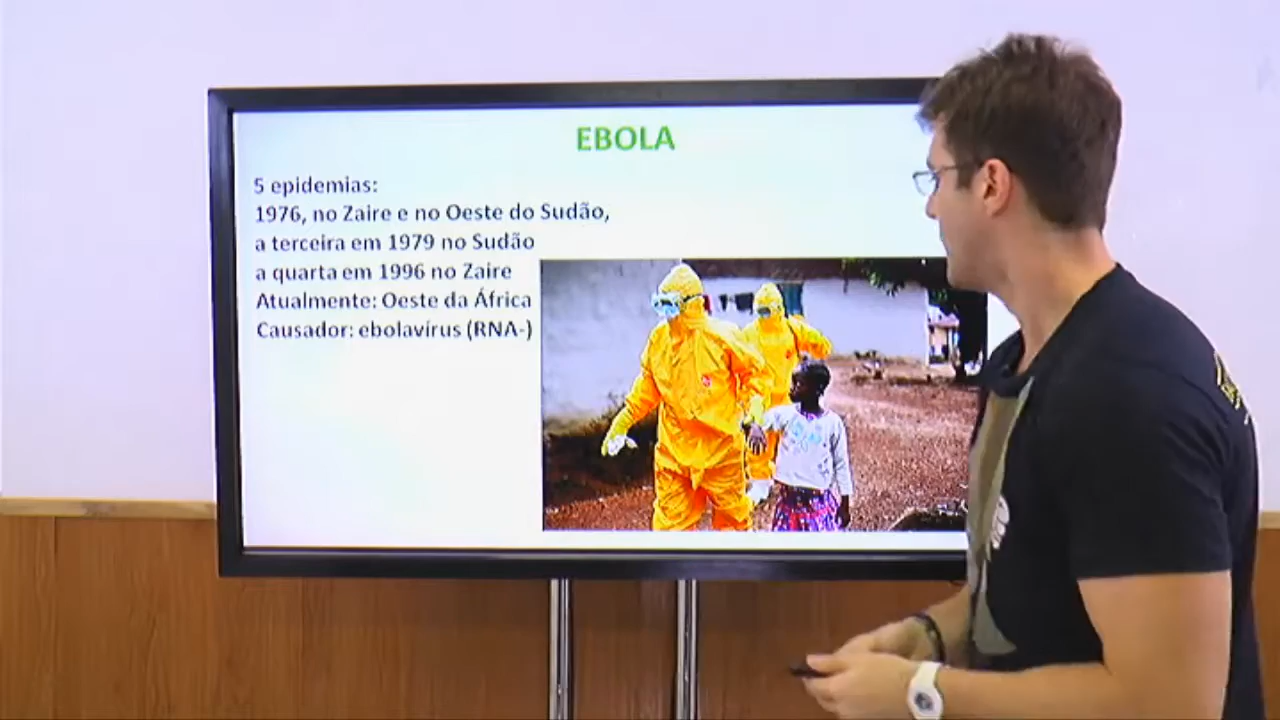 EBOLA
5 epidemias:
1976, no Zaire e no Oeste do Sudão,
a terceira em 1979 no Sudão
a quarta em 1996 no Zaire
Atualmente: Oeste da África
Causador: ebolavírus (RNA-)